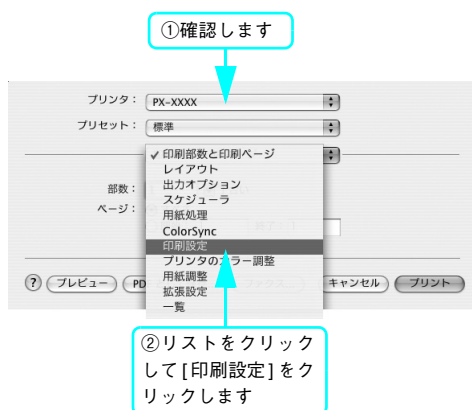 ①確認します
プリンタ： PX-XXXX
プリセット： 標準
✓ 印刷部数と印刷ページ
レイアウト
部数： 出力オプション
スケジューラ
ページ： 用紙処理
ColorSync
印刷設定
プリンタのカラー調整
? プレビュー PD 用紙調整 キャンセル プリント
拡張設定
一覧
②リストをクリック
して[印刷設定]をク
リックします